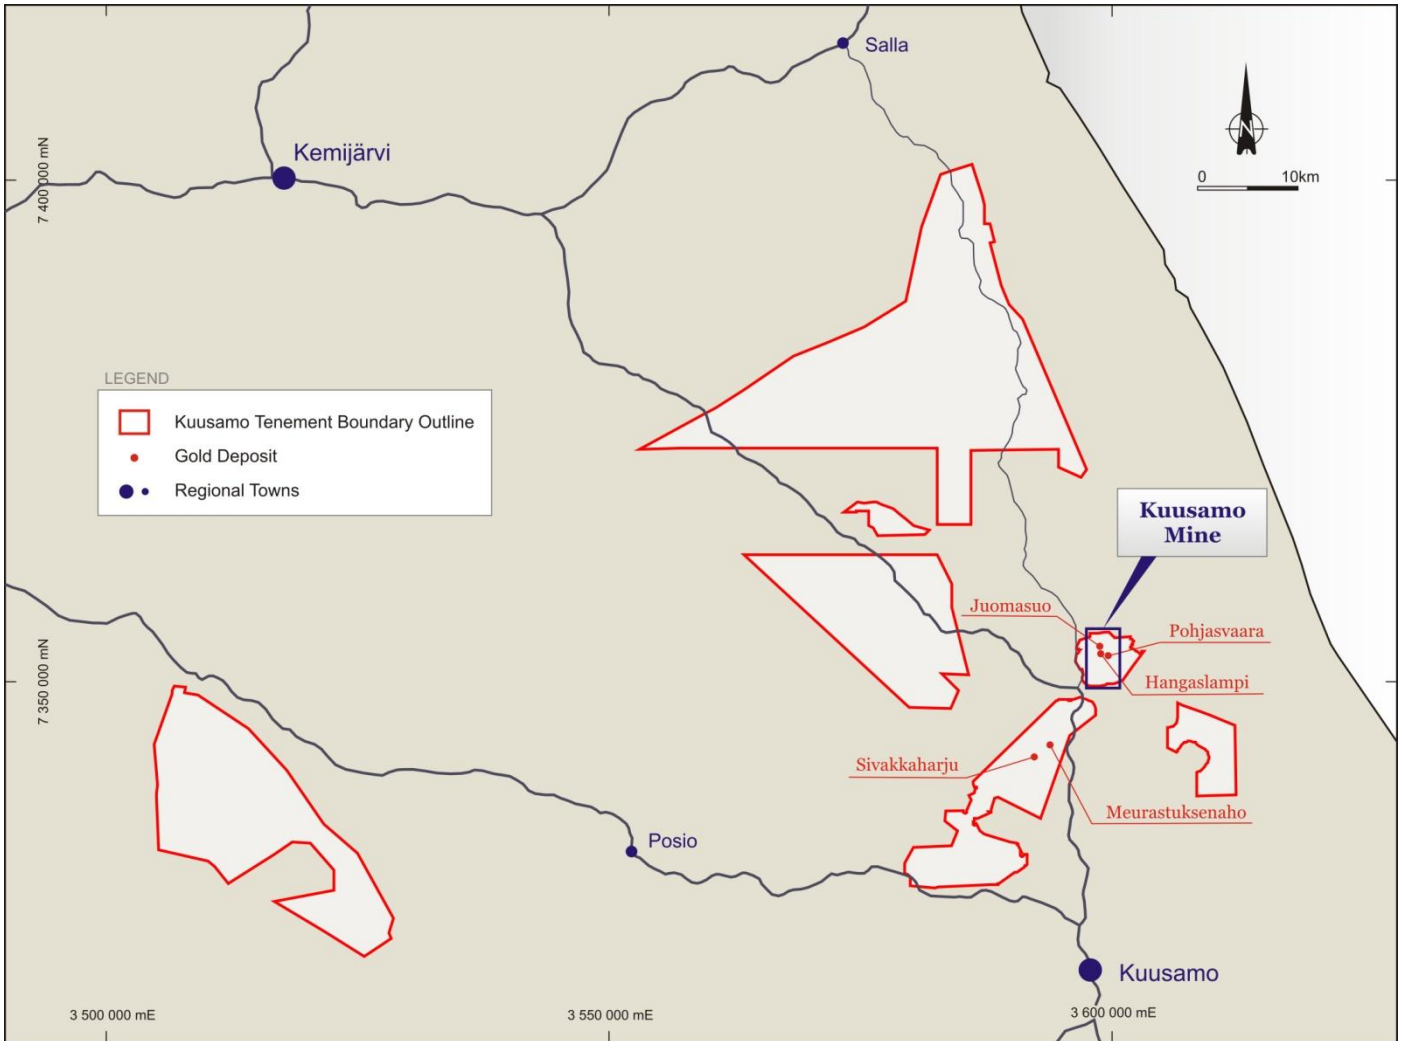 Salla
Kemijärvi
N
0 10km
7 400 000 mN
LEGEND
Kuusamo Tenement Boundary Outline
Gold Deposit
Regional Towns
Kuusamo
Mine
Juomasuo
Pohjasvaara
Hangaslampi
7 350 000 mN
Sivakkaharju
Meurastuksenaho
Posio
Kuusamo
3 500 000 mE
3 550 000 mE
3 600 000 mE